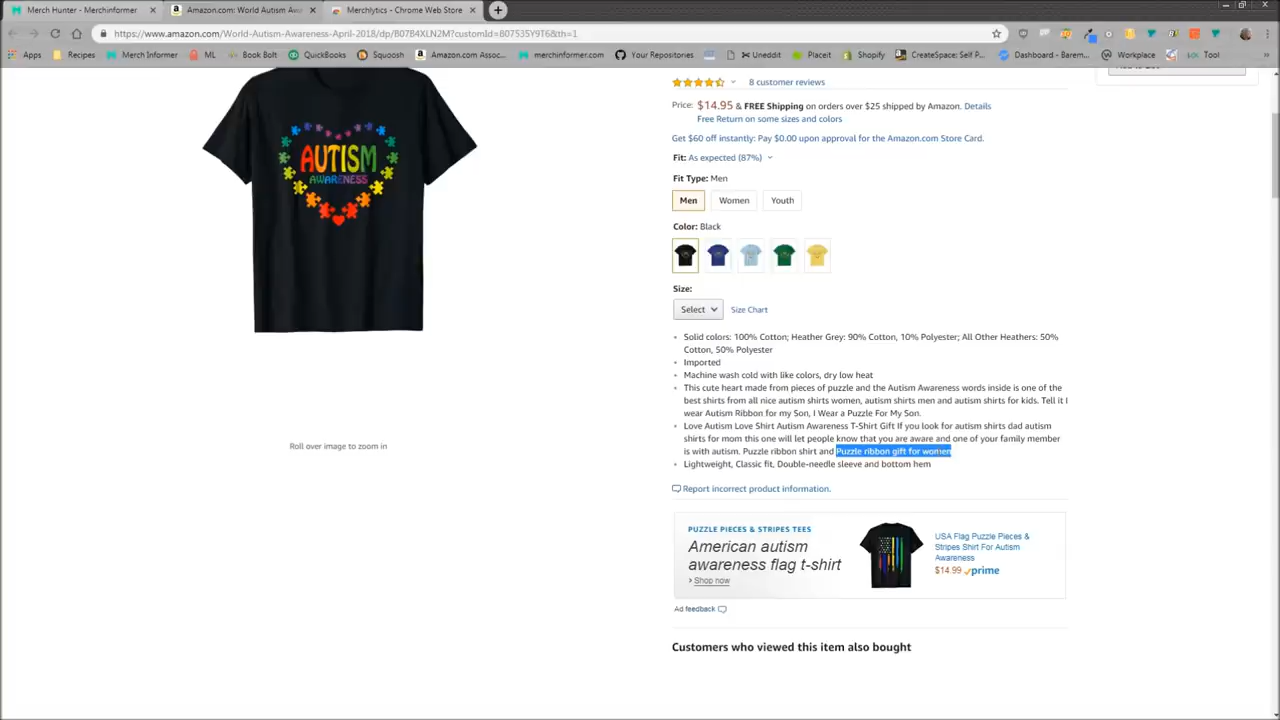 Merch Hunter - Merchinformer
Amazon.com: World Autism Aw
Merchlytics - Chrome Web Store
https://www.amazon.com/World-Autism-Awareness-April-2018/dp/B07B4XLN2M?customId=B07535Y9T6&th=1
Apps Recipes Merch Informer ML Book Bolt QuickBooks Squoosh Amazon.com Assoc... merchinformer.com Your Repositories Uneddit Placeit Shopify CreateSpace: Self P... Dashboard - Barem... Workplace Tool
8 customer reviews
Price: $14.95 & FREE Shipping on orders over $25 shipped by Amazon. Details
Free Return on some sizes and colors
Get $60 off instantly: Pay $0.00 upon approval for the Amazon.com Store Card.
Fit: As expected (87%)
Fit Type: Men
Men Women Youth
Color: Black
Size:
Select Size Chart
Solid colors: 100% Cotton; Heather Grey: 90% Cotton, 10% Polyester; All Other Heathers: 50%
Cotton, 50% Polyester
Imported
Machine wash cold with like colors, dry low heat
This cute heart made from pieces of puzzle and the Autism Awareness words inside is one of the
best shirts from all nice autism shirts women, autism shirts men and autism shirts for kids. Tell it I
wear Autism Ribbon for my Son, I Wear a Puzzle For My Son.
Love Autism Love Shirt Autism Awareness T-Shirt Gift If you look for autism shirts dad autism
shirts for mom this one will let people know that you are aware and one of your family member
is with autism. Puzzle ribbon shirt and Puzzle ribbon gift for women
Lightweight, Classic fit, Double-needle sleeve and bottom hem
Report incorrect product information.
PUZZLE PIECES & STRIPES TEES
American autism
awareness flag t-shirt
Shop now
USA Flag Puzzle Pieces &
Stripes Shirt For Autism
Awareness
$14.99 prime
Ad feedback
Customers who viewed this item also bought
AUTISM
AWARENESS
Roll over image to zoom in